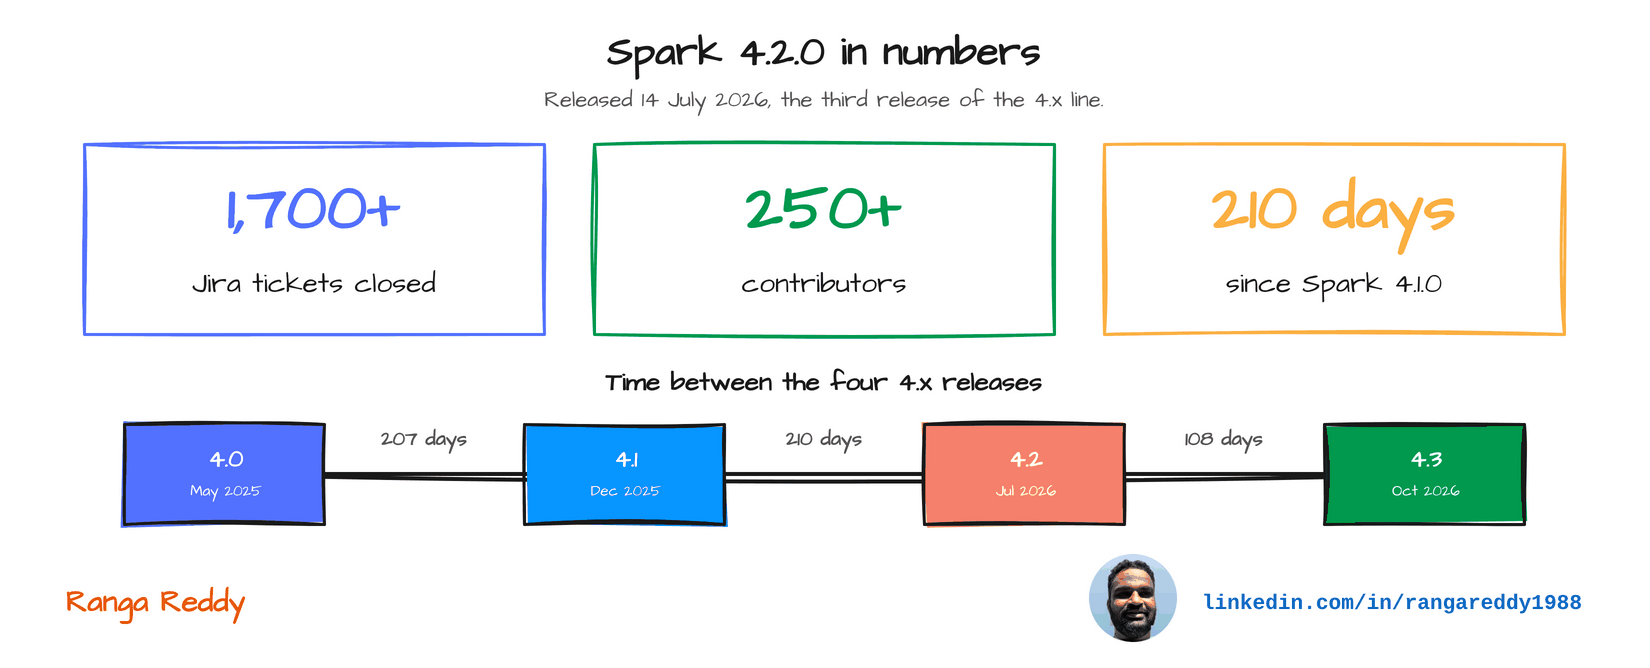 Spark 4.2.0 in numbers
Released 14 July 2026, the third release of the 4.x line.
1,700+
Jira tickets closed
250+
contributors
210 days
since Spark 4.1.0
Time between the four 4.x releases
4.0
May 2025
207 days
4.1
Dec 2025
210 days
4.2
Jul 2026
108 days
4.3
Oct 2026
Ranga Reddy
linkedin.com/in/rangareddy1988